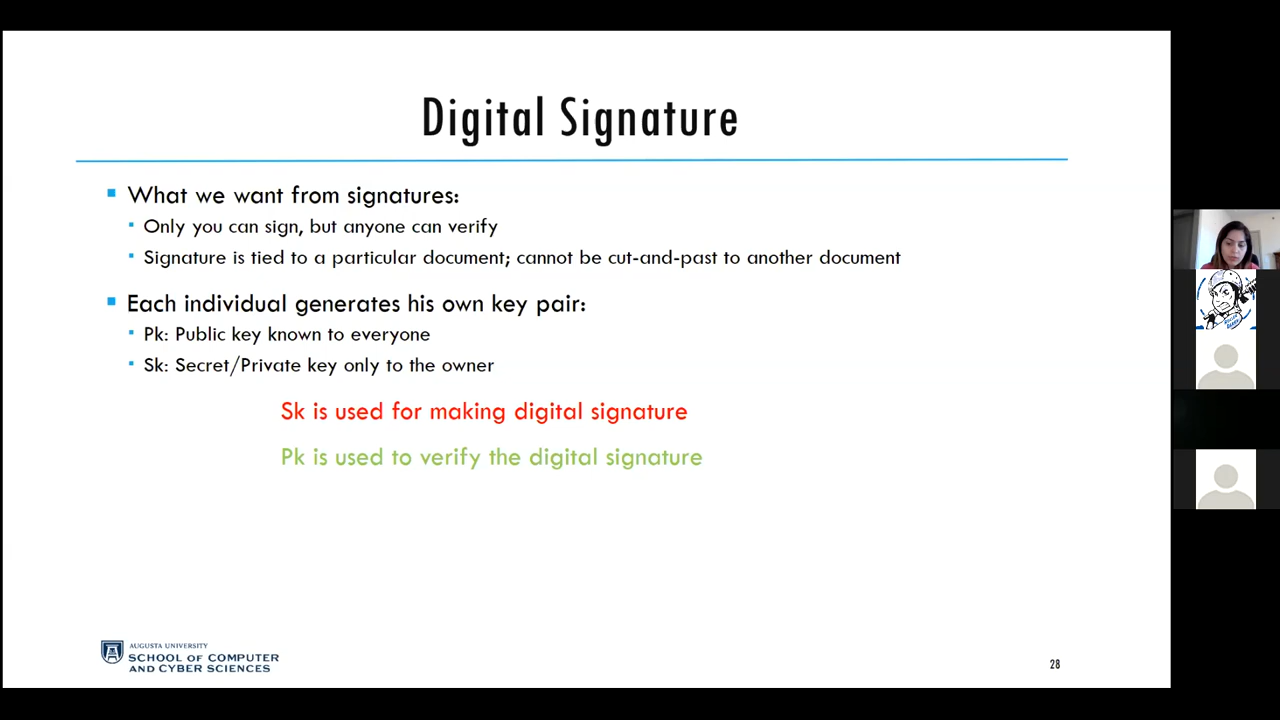 Digital Signature
What we want from signatures:
Only you can sign, but anyone can verify
Signature is tied to a particular document; cannot be cut-and-past to another document
Each individual generates his own key pair:
Pk: Public key known to everyone
Sk: Secret/Private key only to the owner
Sk is used for making digital signature
Pk is used to verify the digital signature
AUGUSTA UNIVERSITY
SCHOOL OF COMPUTER
AND CYBER SCIENCES
28